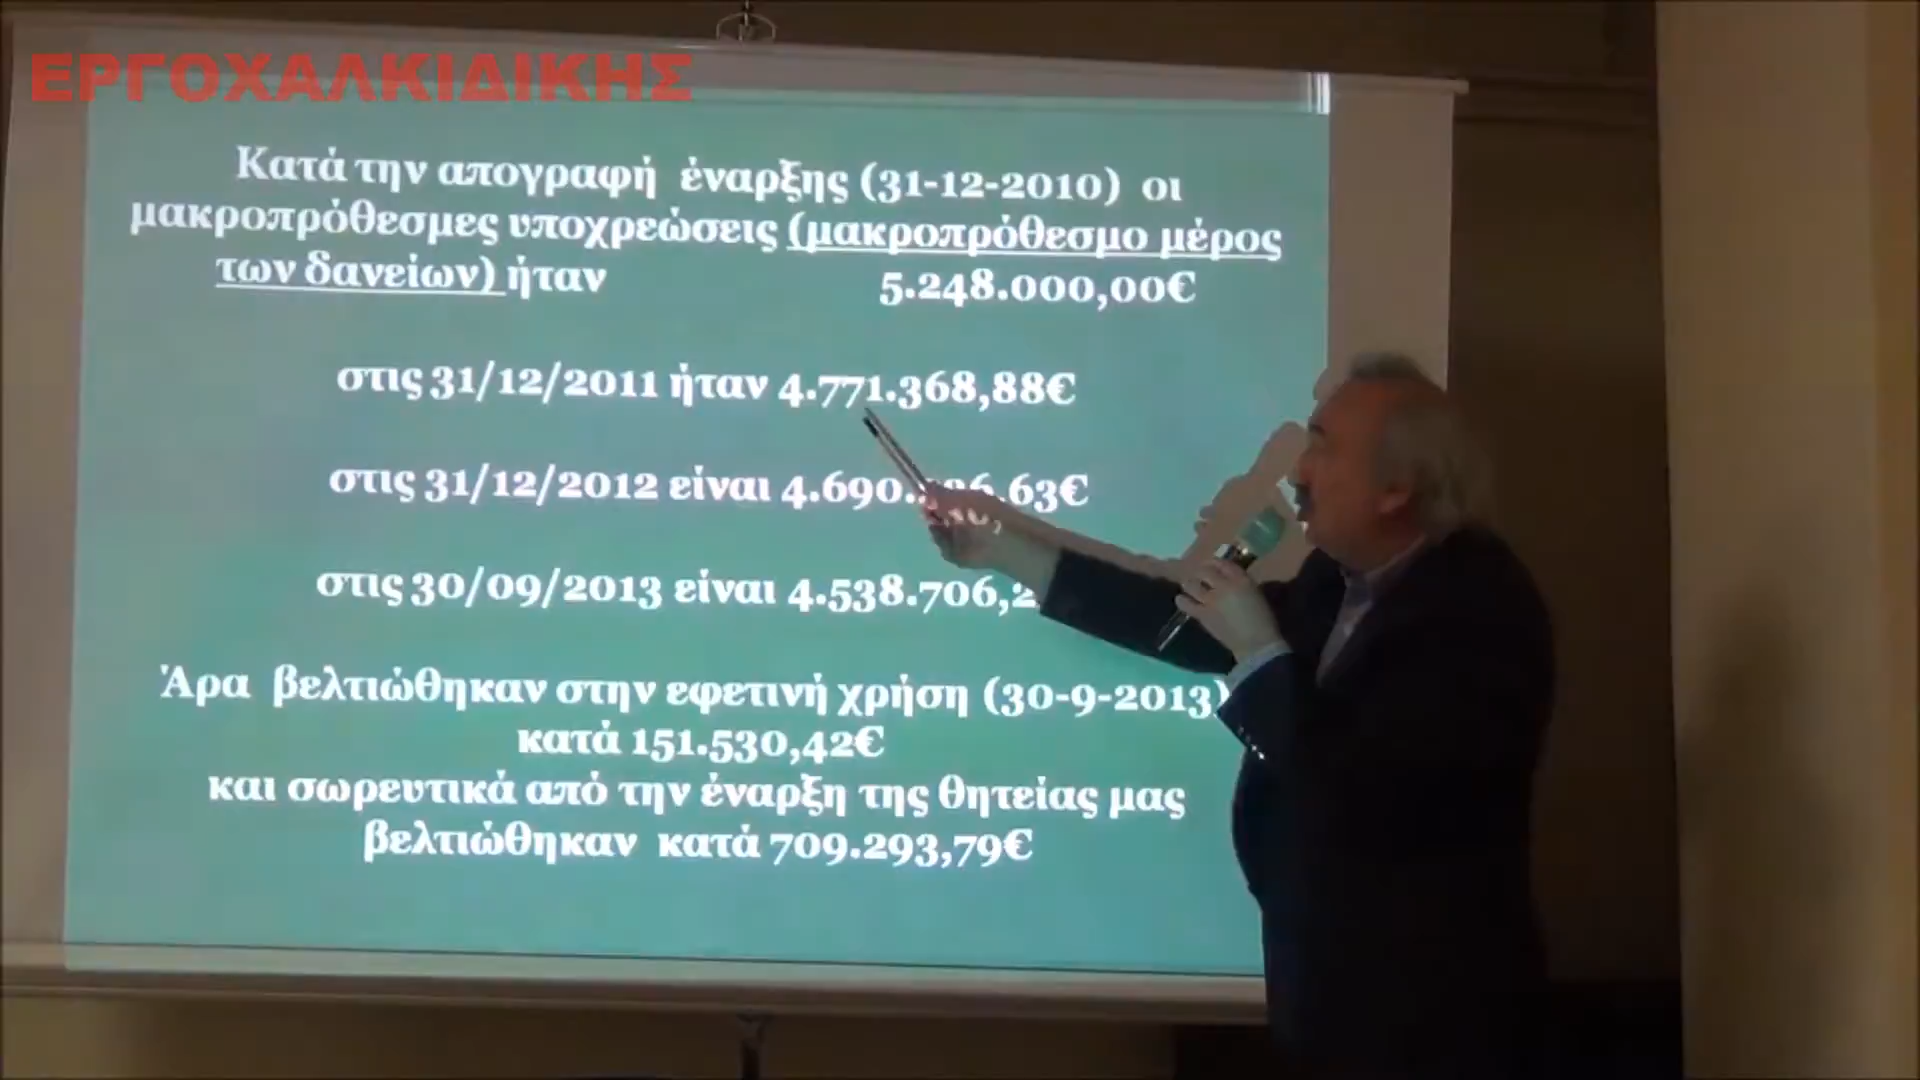 ΕΡΓΟΧΑΛΚΙΔΙΚΗΣ
Κατά την απογραφή έναρξης (31-12-2010) οι
μακροπρόθεσμες υποχρεώσεις (μακροπρόθεσμο μέρος
των δανείων) ήταν 5.248.000,00€
στις 31/12/2011 ήταν 4.771.368,88€
στις 31/12/2012 είναι
στις 30/09/2013 είναι
Άρα βελτιώθηκαν στην εφετινή χρήση (30-9-2013)
κατά 151.530,42€
και σωρευτικά από την έναρξη της θητείας μας
βελτιώθηκαν κατά 709.293,79€